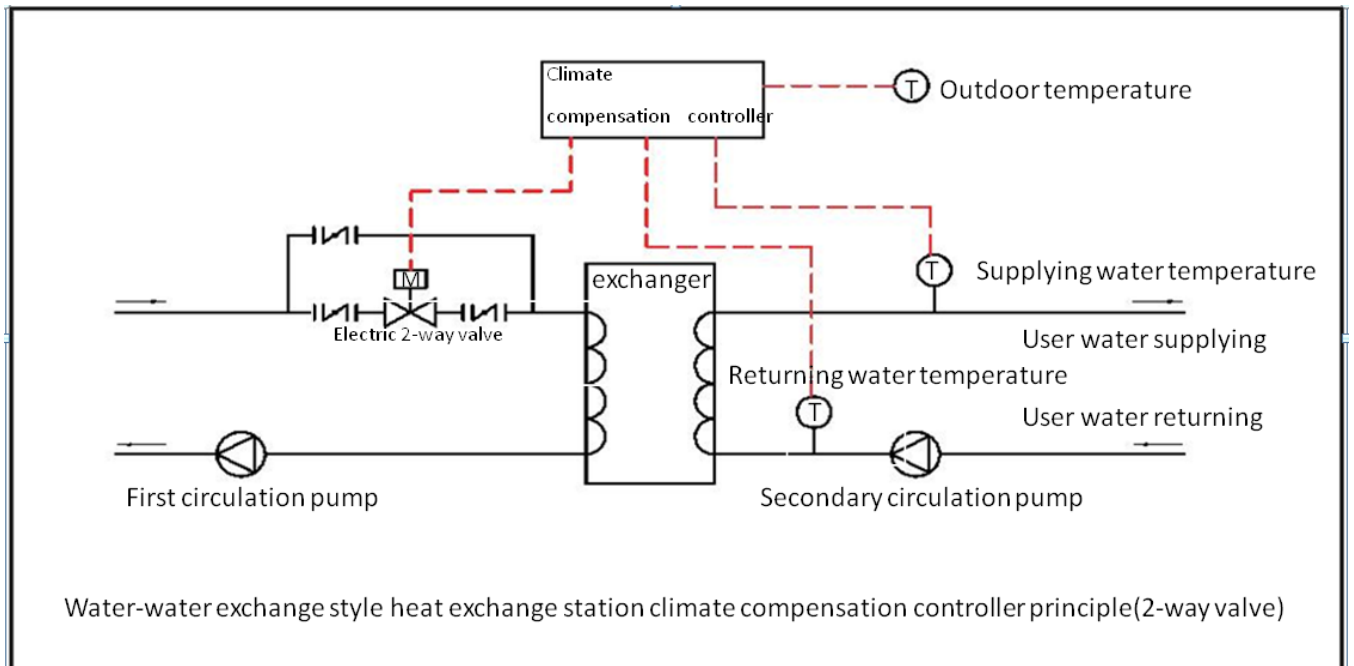 Climate
compensation controller
T
Outdoor temperature
M
Electric 2-way valve
exchanger
T
Supplying water temperature
User water supplying
Returning water temperature
T
User water returning
First circulation pump
Secondary circulation pump
Water-water exchange style heat exchange station climate compensation controller principle(2-way valve)